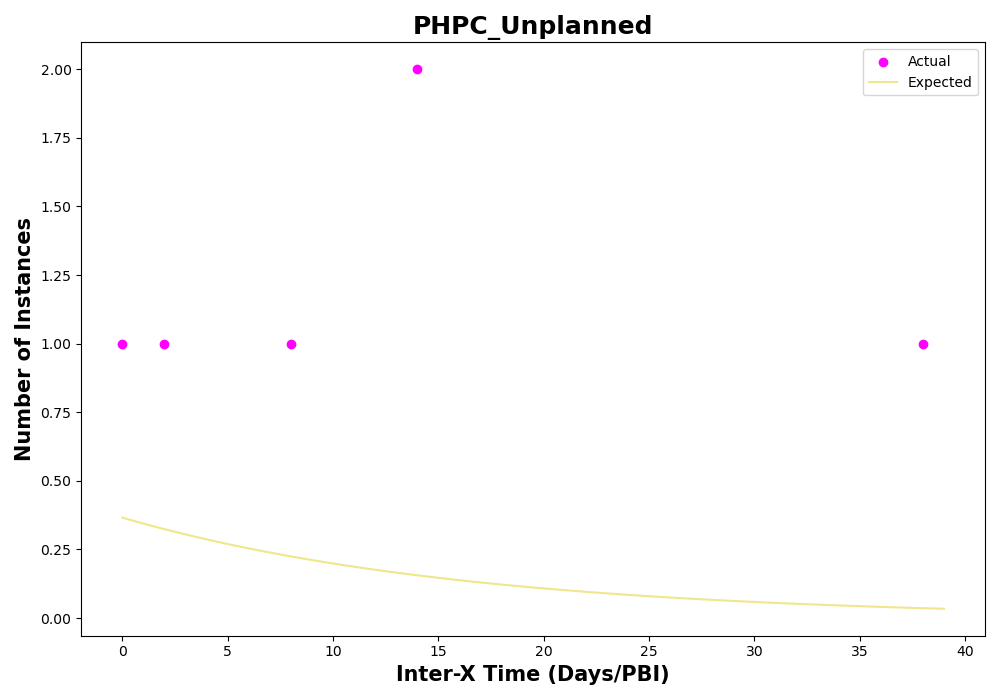 PHPC_Unplanned
Actual
Expected
2.00
1.75
1.50
1.25
1.00
0.75
0.50
0.25
0.00
Number of Instances
0 5 10 15 20 25 30 35 40
Inter-X Time (Days/PBI)